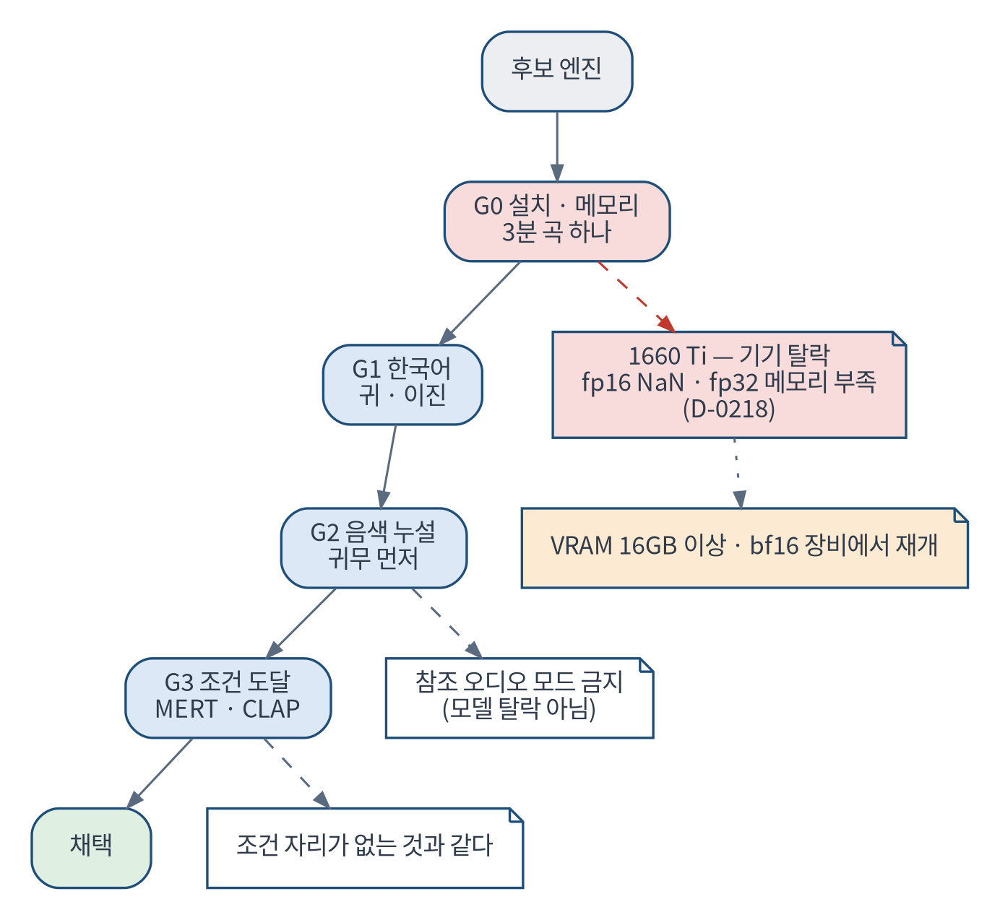 후보 엔진
G0 설치 · 메모리
3분 곡 하나
G1 한국어
귀 · 이진
1660 Ti — 기기 탈락
fp16 NaN · fp32 메모리 부족
(D-0218)
G2 음색 누설
귀무 먼저
VRAM 16GB 이상 · bf16 장비에서 재개
G3 조건 도달
MERT · CLAP
참조 오디오 모드 금지
(모델 탈락 아님)
채택
조건 자리가 없는 것과 같다